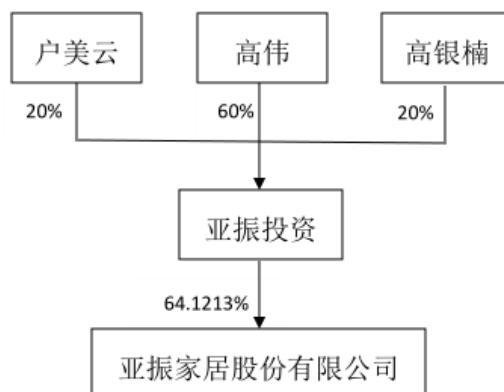 户美云
高伟
高银楠
20%
60%
20%
亚振投资
64.1213%
亚振家居股份有限公司